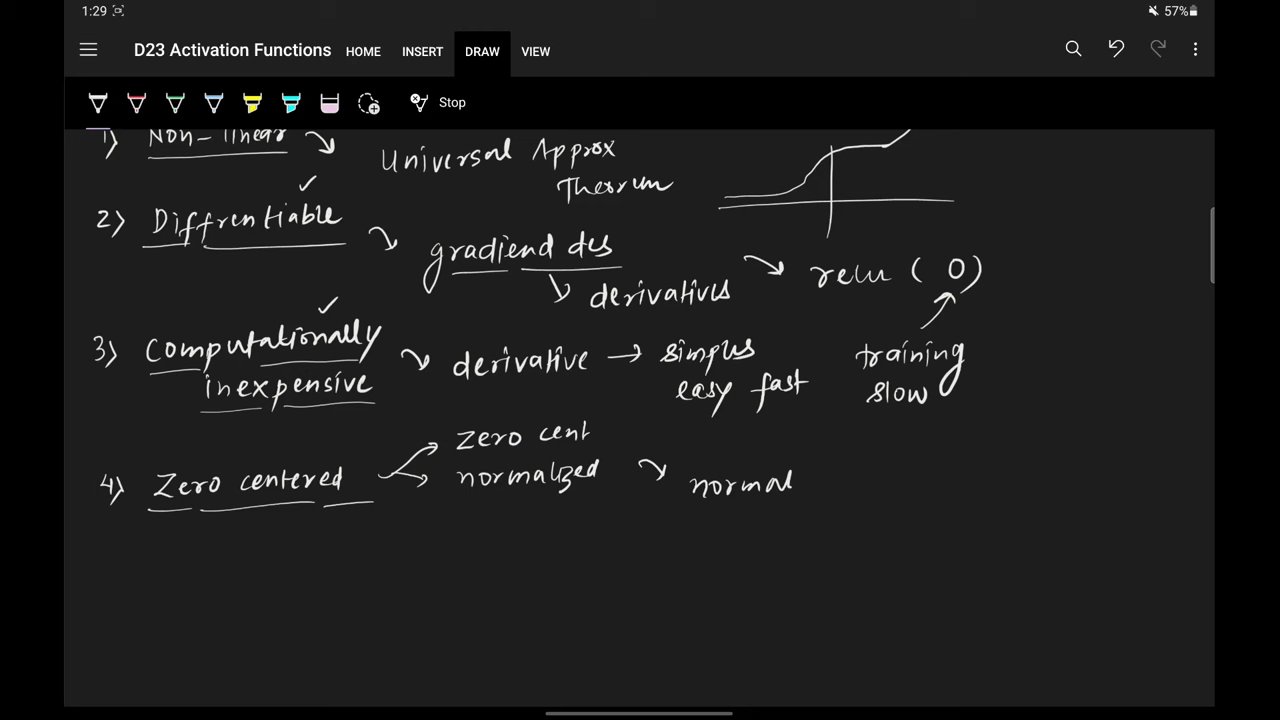 1:29 57%
D23 Activation Functions HOME INSERT DRAW VIEW
Stop
1) Non-linear
Universal Approx
Theorem
2) Diffrentiable
gradiend des
derivatives
relu ( 0 )
3) Computationally
inexpensive
derivative → simplus
easy fast
training
slow
4) Zero centered
Zero cent
normalized
normal